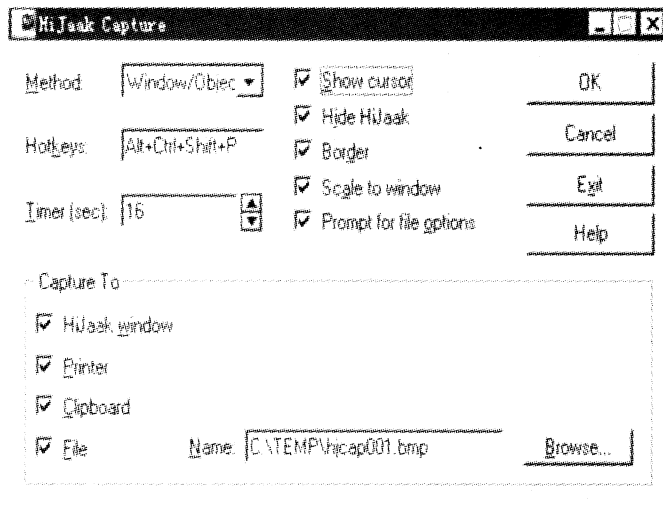 HiJaak Capture
Method: Window/Objec
Hotkeys: Alt+Ctrl+Shift+P
Timer (sec): 16
Show cursor
Hide HiJaak
Border
Scale to window
Prompt for file options
OK
Cancel
Exit
Help
Capture To
HiJaak window
Printer
Clipboard
File Name: C:\TEMP\hjcap001.bmp Browse...